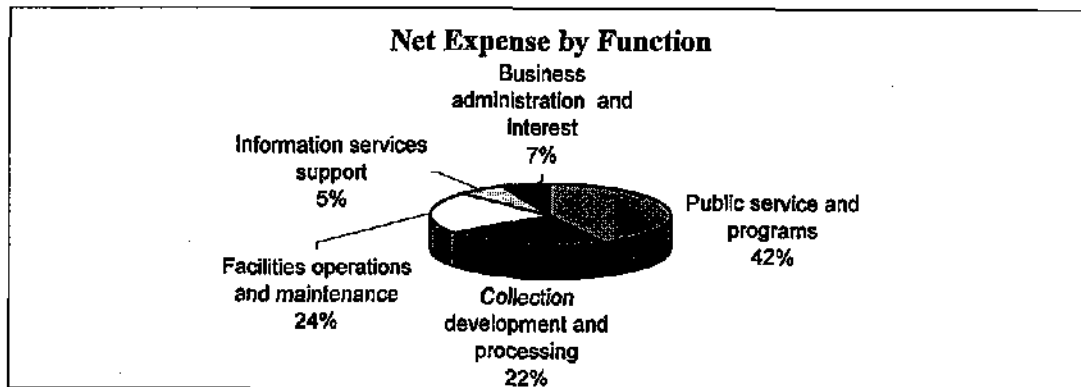 Net Expense by Function
Business
administration and
Interest
7%
Information services
support
5%
Public service and
programs
42%
Facilities operations
and maintenance
24%
Collection
development and
processing
22%